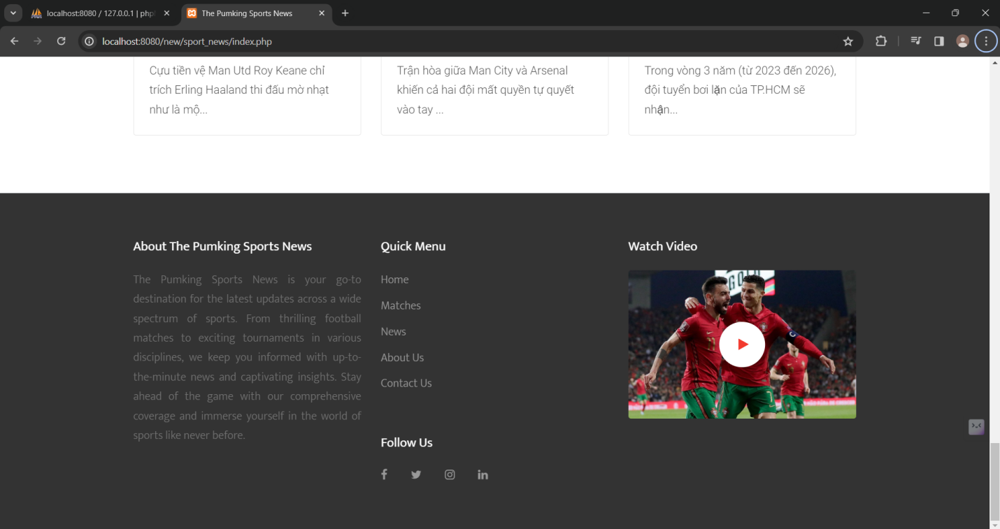 localhost:8080 / 127.0.0.1 | phpl
The Pumking Sports News
localhost:8080/new/sport_news/index.php
Cựu tiền vệ Man Utd Roy Keane chỉ
trích Erling Haaland thi đấu mờ nhạt
như là mộ...
Trận hòa giữa Man City và Arsenal
khiến cả hai đội mất quyền tự quyết
vào tay ...
Trong vòng 3 năm (từ 2023 đến 2026),
đội tuyển bơi lặn của TP.HCM sẽ
nhận...
About The Pumking Sports News
The Pumking Sports News is your go-to
destination for the latest updates across a wide
spectrum of sports. From thrilling football
matches to exciting tournaments in various
disciplines, we keep you informed with up-to-
the-minute news and captivating insights. Stay
ahead of the game with our comprehensive
coverage and immerse yourself in the world of
sports like never before.
Quick Menu
Home
Matches
News
About Us
Contact Us
Follow Us
Watch Video
GOLO
11
C
7